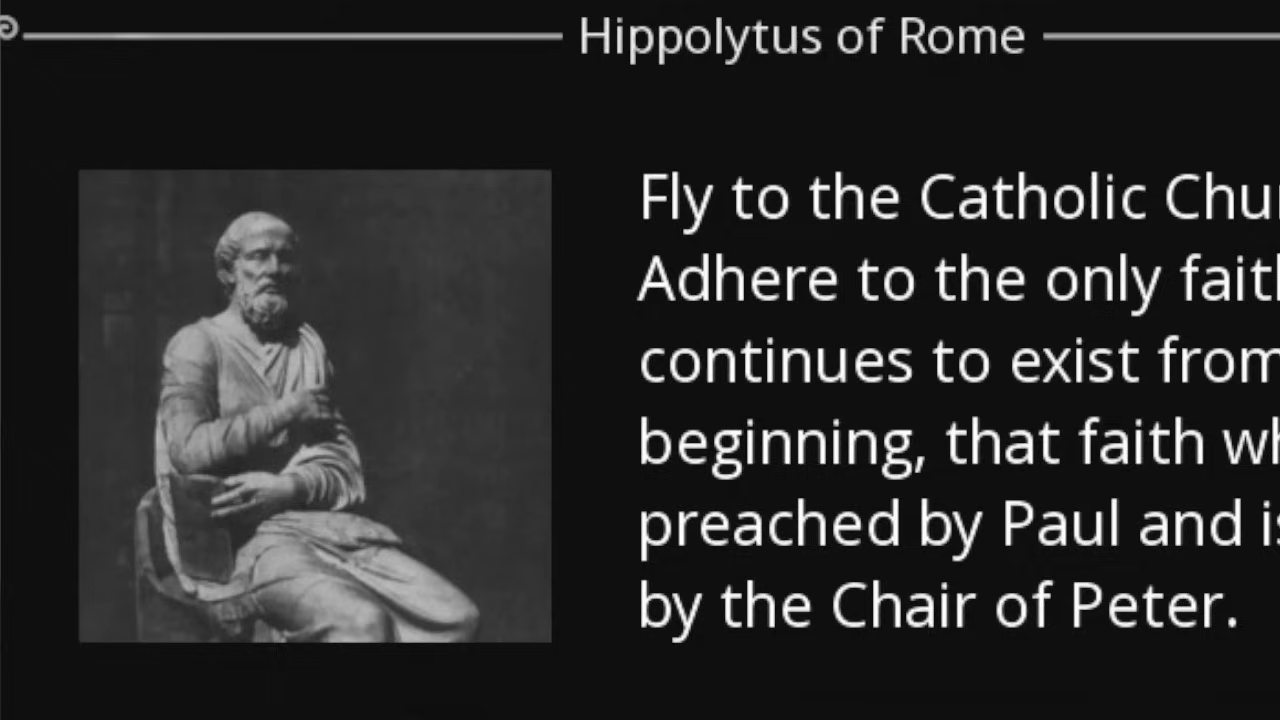 Hippolytus of Rome
Fly to the Catholic
Adhere to the only
continues to exist from
beginning, that faith
preached by Paul and
by the Chair of Peter.